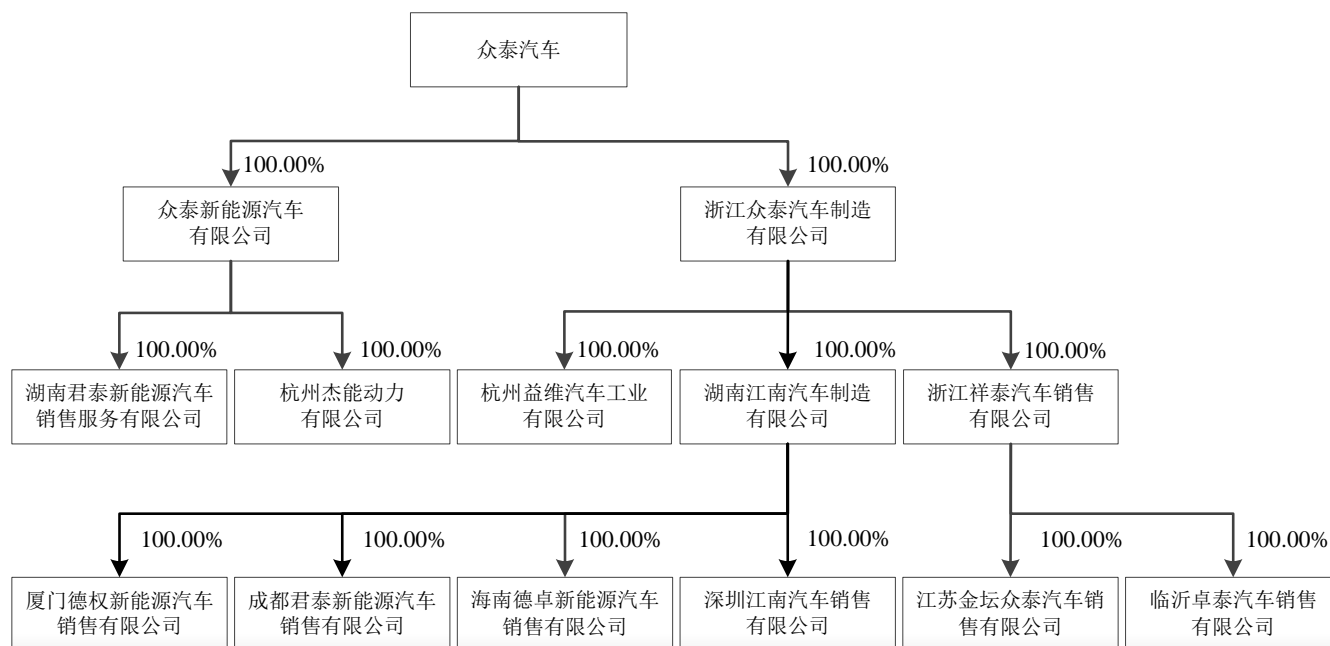 众泰汽车
100.00%
100.00%
众泰新能源汽车
有限公司
浙江众泰汽车制造
有限公司
100.00%
100.00%
100.00%
100.00%
100.00%
湖南君泰新能源汽车
销售服务有限公司
杭州杰能动力
有限公司
杭州益维汽车工业
有限公司
湖南江南汽车制造
有限公司
浙江祥泰汽车销售
有限公司
100.00%
100.00%
100.00%
100.00%
100.00%
100.00%
厦门德权新能源汽车
销售有限公司
成都君泰新能源汽车
销售有限公司
海南德卓新能源汽车
销售有限公司
深圳江南汽车销售
有限公司
江苏金坛众泰汽车销
售有限公司
临沂卓泰汽车销售
有限公司